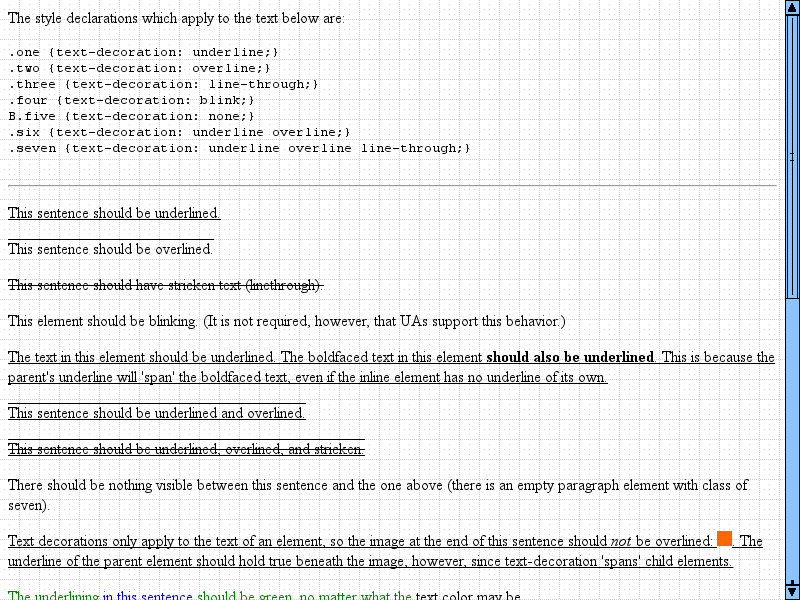 The style declarations which apply to the text below are:
.one {text-decoration: underline;}
.two {text-decoration: overline;}
.three {text-decoration: line-through;}
.four {text-decoration: blink;}
B.five {text-decoration: none;}
.six {text-decoration: underline overline;}
.seven {text-decoration: underline overline line-through;}
This sentence should be underlined.
This sentence should be overlined.
This sentence should have stricken text (linethrough).
This element should be blinking. (It is not required, however, that UAs support this behavior.)
The text in this element should be underlined. The boldfaced text in this element should also be underlined. This is because the
parent's underline will 'span' the boldfaced text, even if the inline element has no underline of its own.
This sentence should be underlined and overlined.
This sentence should be underlined, overlined, and stricken.
There should be nothing visible between this sentence and the one above (there is an empty paragraph element with class of
seven).
Text decorations only apply to the text of an element, so the image at the end of this sentence should not be overlined: . The
underline of the parent element should hold true beneath the image, however, since text-decoration 'spans' child elements.
The underlining in this sentence should be green, no matter what the text color may be.